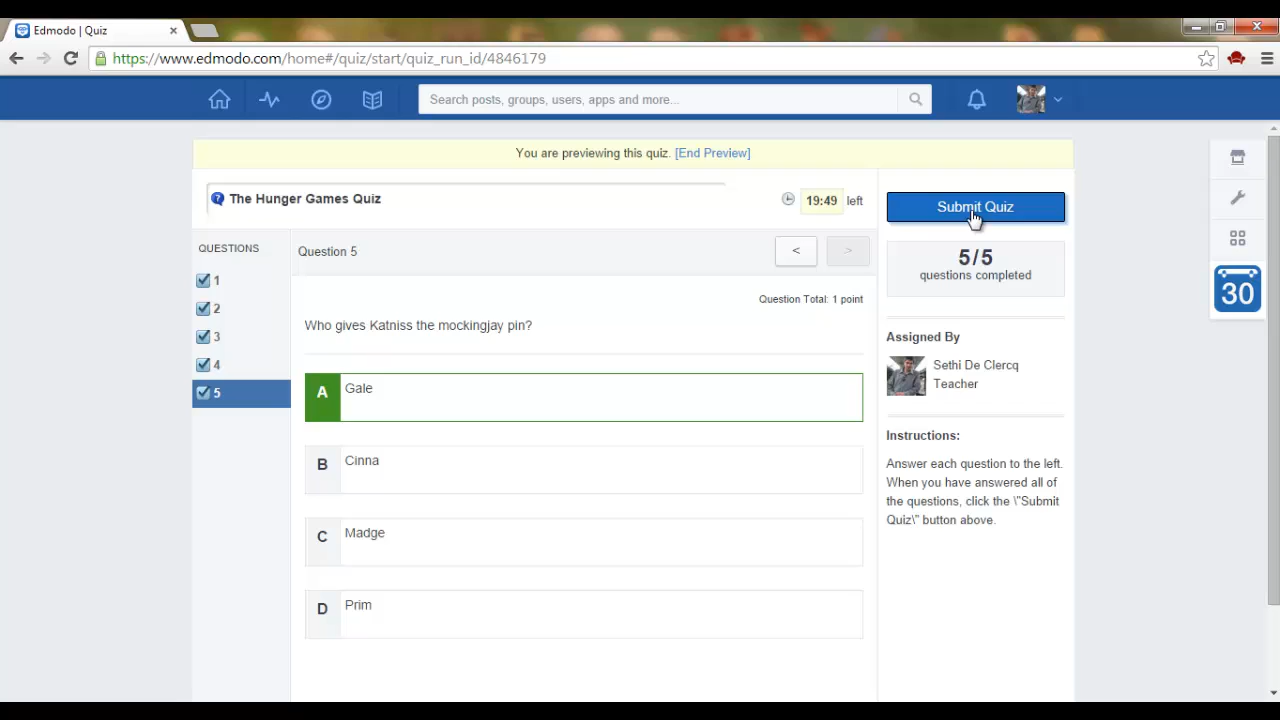 Edmodo | Quiz
https://www.edmodo.com/home#/quiz/start/quiz_run_id/4846179
Search posts, groups, users, apps and more...
You are previewing this quiz. [End Preview]
The Hunger Games Quiz
19:49 left
Submit Quiz
QUESTIONS
Question 5
<
>
5/5
questions completed
1
2
3
4
5
Question Total: 1 point
Who gives Katniss the mockingjay pin?
A Gale
B Cinna
C Madge
D Prim
Assigned By
Sethi De Clercq
Teacher
Instructions:
Answer each question to the left.
When you have answered all of
the questions, click the \"Submit
Quiz\" button above.
30